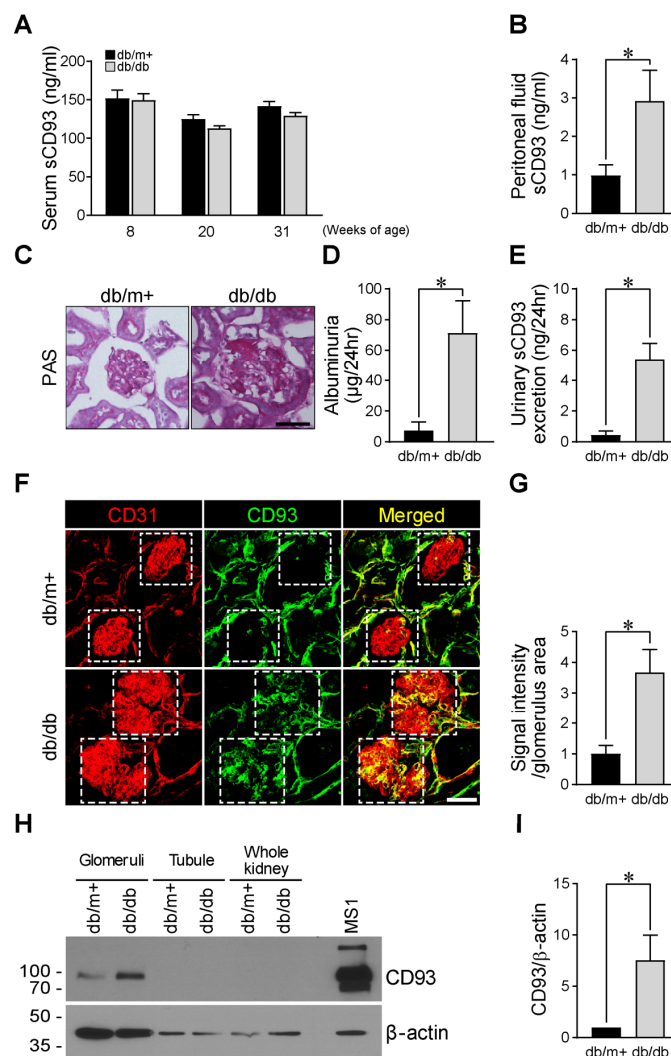 A
Serum sCD93 (ng/ml)
200
150
100
50
0
db/m+
db/db
8 20 31 (Weeks of age)
B
Peritoneal fluid
sCD93 (ng/ml)
4
3
2
1
0
*
db/m+ db/db
C
db/m+ db/db
PAS
D
Albuminuria
(µg/24hr)
100
80
60
40
20
0
*
db/m+ db/db
E
Urinary sCD93
excretion (ng/24hr)
10
8
6
4
2
0
*
db/m+ db/db
F
CD31 CD93 Merged
db/m+
db/db
G
Signal intensity
/glomerulus area
5
4
3
2
1
0
*
db/m+ db/db
H
Glomeruli Tubule Whole
kidney
db/m+ db/db db/m+ db/db db/m+ db/db MS1
100 -
70 -
CD93
50 -
35 -
β-actin
I
CD93/β-actin
15
10
5
0
*
db/m+ db/db